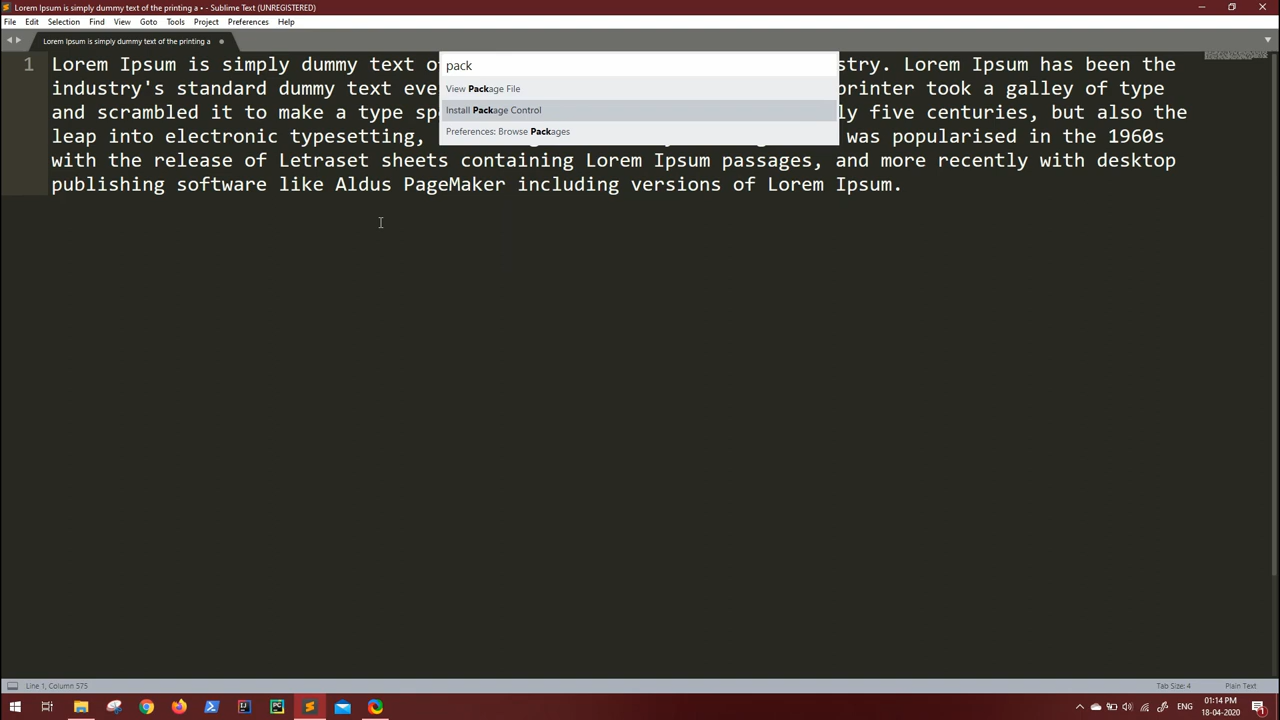 Lorem Ipsum is simply dummy text of the printing a • - Sublime Text (UNREGISTERED)
File Edit Selection Find View Goto Tools Project Preferences Help
Lorem Ipsum is simply dummy text of the printing a
pack
View Package File
Install Package Control
Preferences: Browse Packages
1 Lorem Ipsum is simply dummy text stry. Lorem Ipsum has been the
industry's standard dummy text printer took a galley of type
and scrambled it to make a type five centuries, but also the
leap into electronic typesetting, was popularised in the 1960s
with the release of Letraset sheets containing Lorem Ipsum passages, and more recently with desktop
publishing software like Aldus PageMaker including versions of Lorem Ipsum.
Line 1, Column 575 Tab Size: 4 Plain Text
ENG 01:14 PM
18-04-2020
1